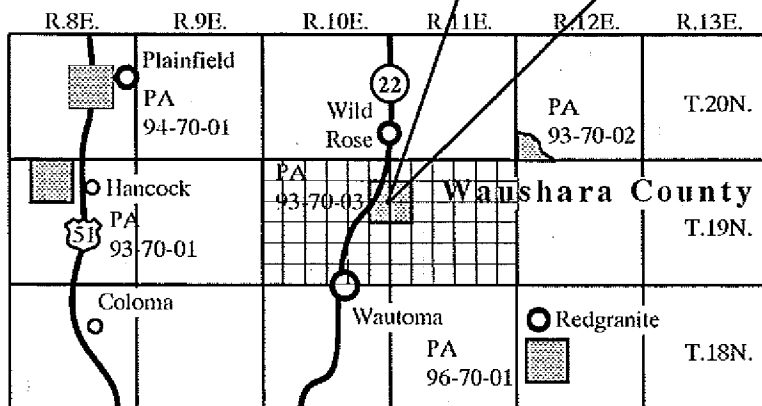 R.8E. R.9E. R.10E. R.11E. R.12E. R.13E.
Plainfield
PA
94-70-01
22
Wild
Rose
PA
93-70-02
T.20N.
Hancock
PA
93-70-03
Waushara County
51
PA
93-70-01
T.19N.
Coloma
Wautoma
Redgranite
PA
96-70-01
T.18N.